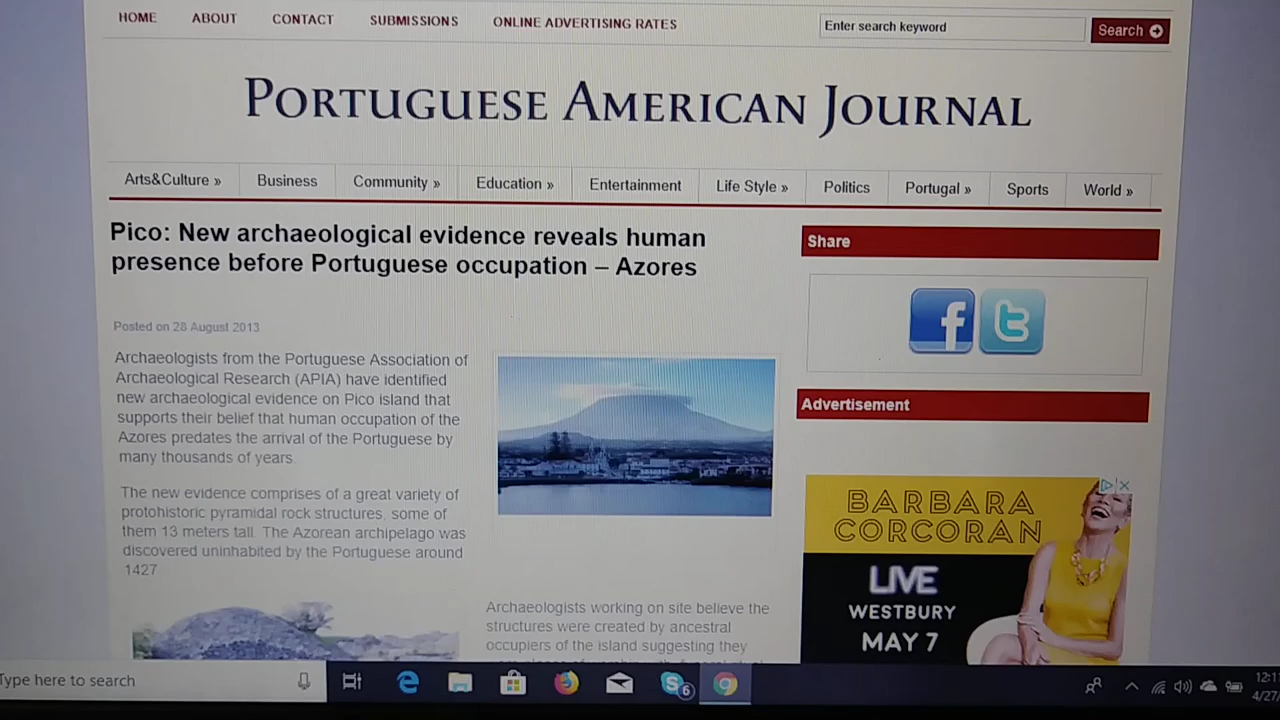 HOME ABOUT CONTACT SUBMISSIONS ONLINE ADVERTISING RATES
Enter search keyword
Search
PORTUGUESE AMERICAN JOURNAL
Arts&Culture » Business Community » Education » Entertainment Life Style » Politics Portugal » Sports World »
Pico: New archaeological evidence reveals human
presence before Portuguese occupation – Azores
Posted on 28 August 2013
Archaeologists from the Portuguese Association of
Archaeological Research (APIA) have identified
new archaeological evidence on Pico island that
supports their belief that human occupation of the
Azores predates the arrival of the Portuguese by
many thousands of years.
The new evidence comprises of a great variety of
protohistoric pyramidal rock structures, some of
them 13 meters tall. The Azorean archipelago was
discovered uninhabited by the Portuguese around
1427
Archaeologists working on site believe the
structures were created by ancestral
occupiers of the island suggesting they
Share
f
t
Advertisement
BARBARA
CORCORAN
LIVE
WESTBURY
MAY 7
Type here to search
6
12:1
4/27/